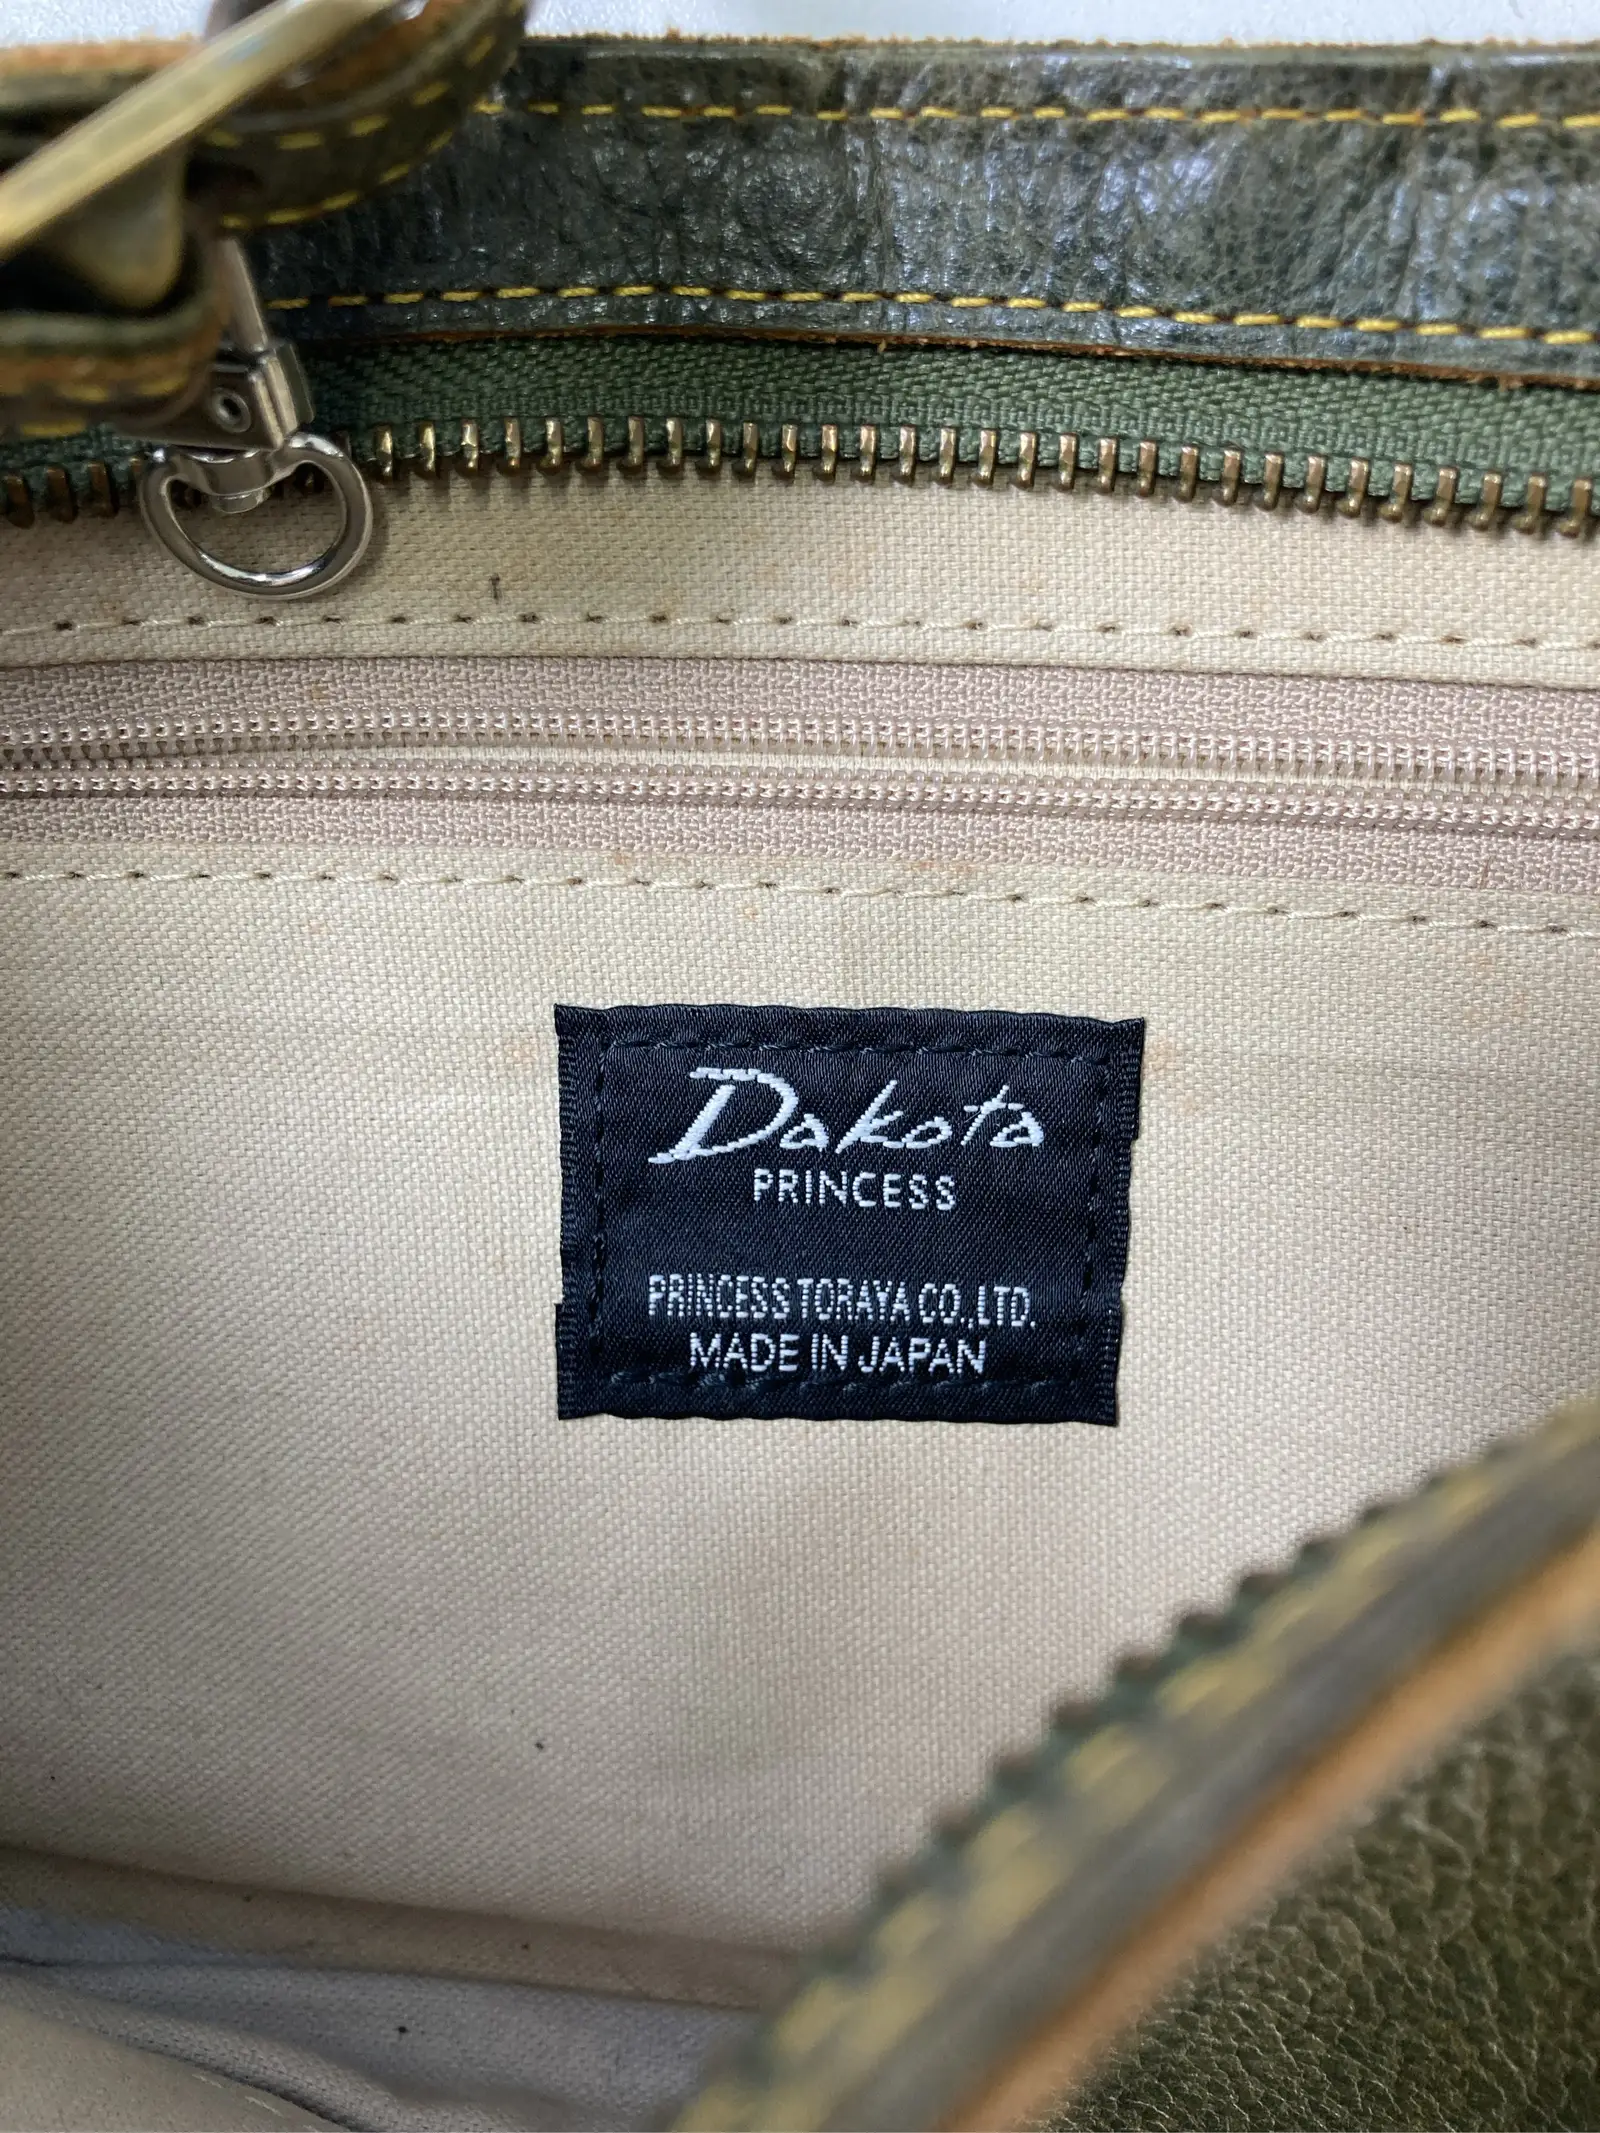 Dakota
PRINCESS
PRINCESS TORAYA CO.,LTD.
MADE IN JAPAN